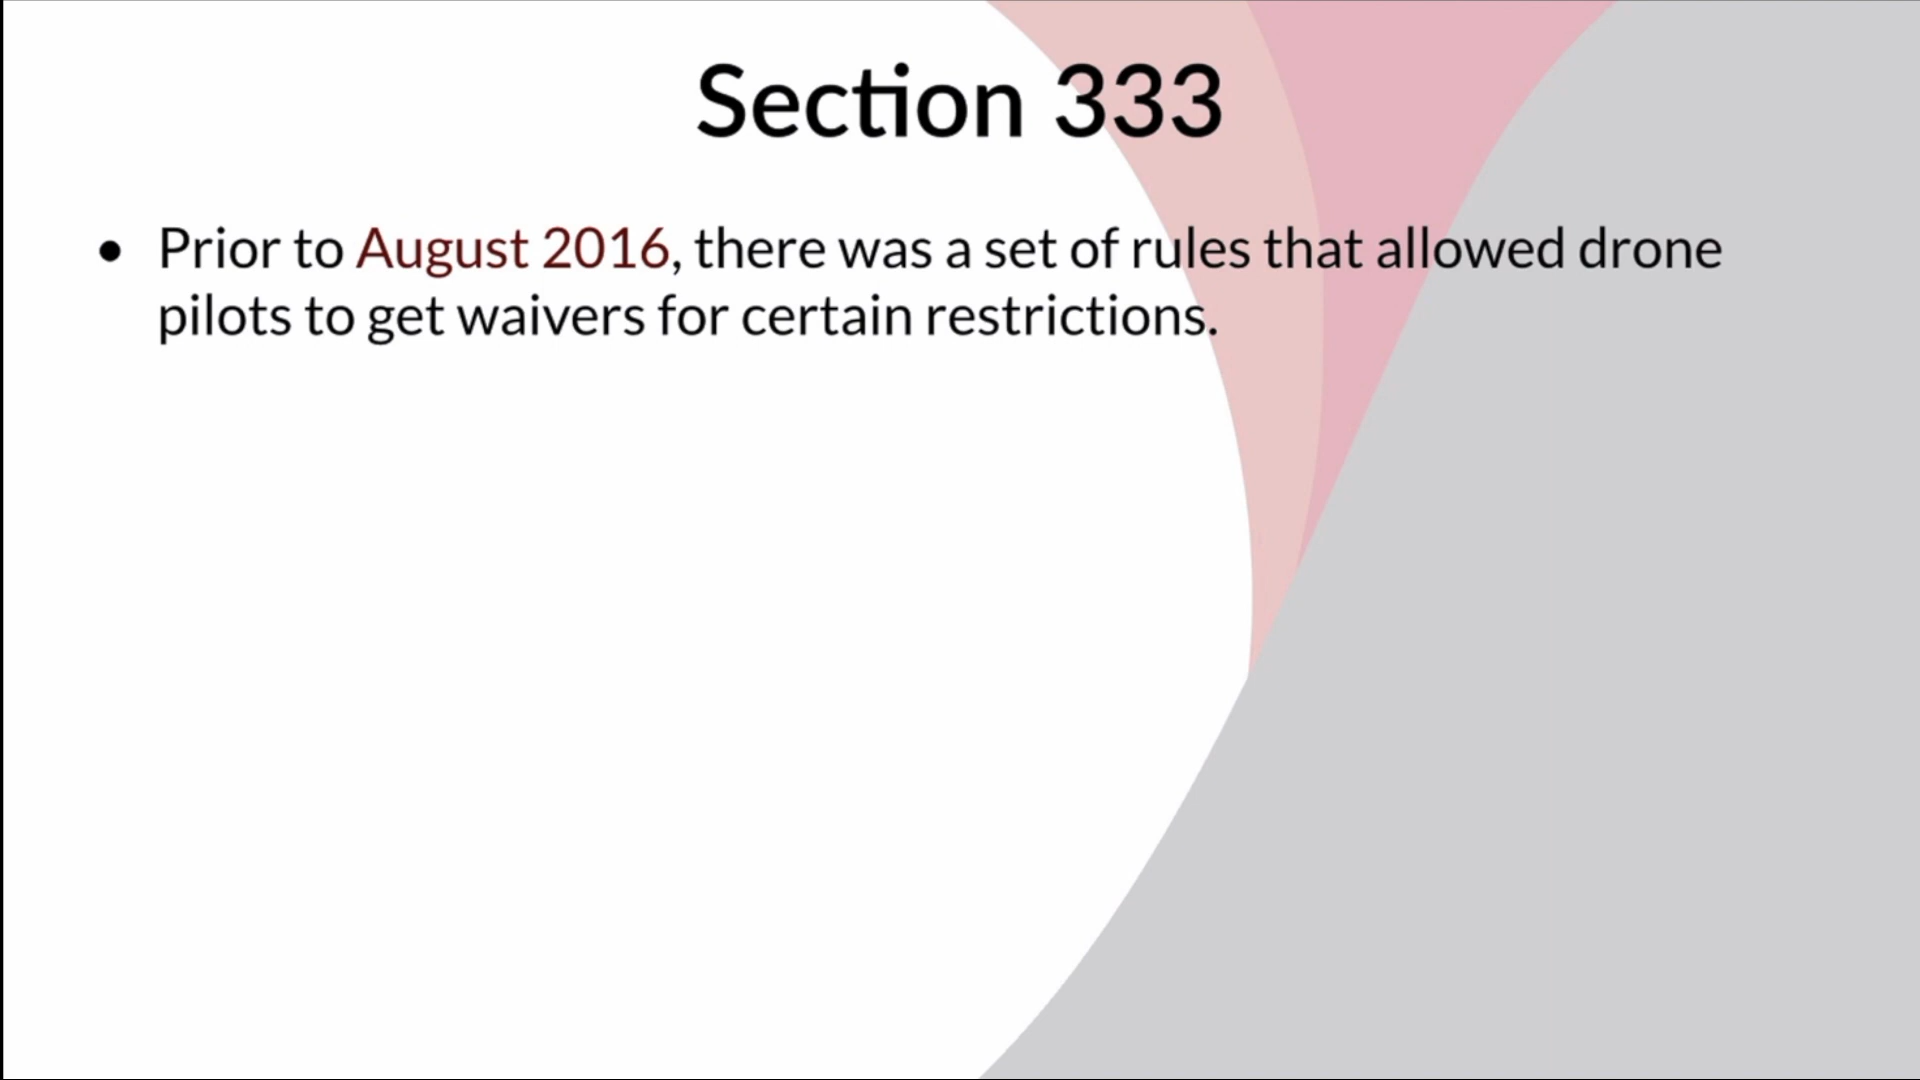 Section 333
• Prior to August 2016, there was a set of rules that allowed drone
pilots to get waivers for certain restrictions.